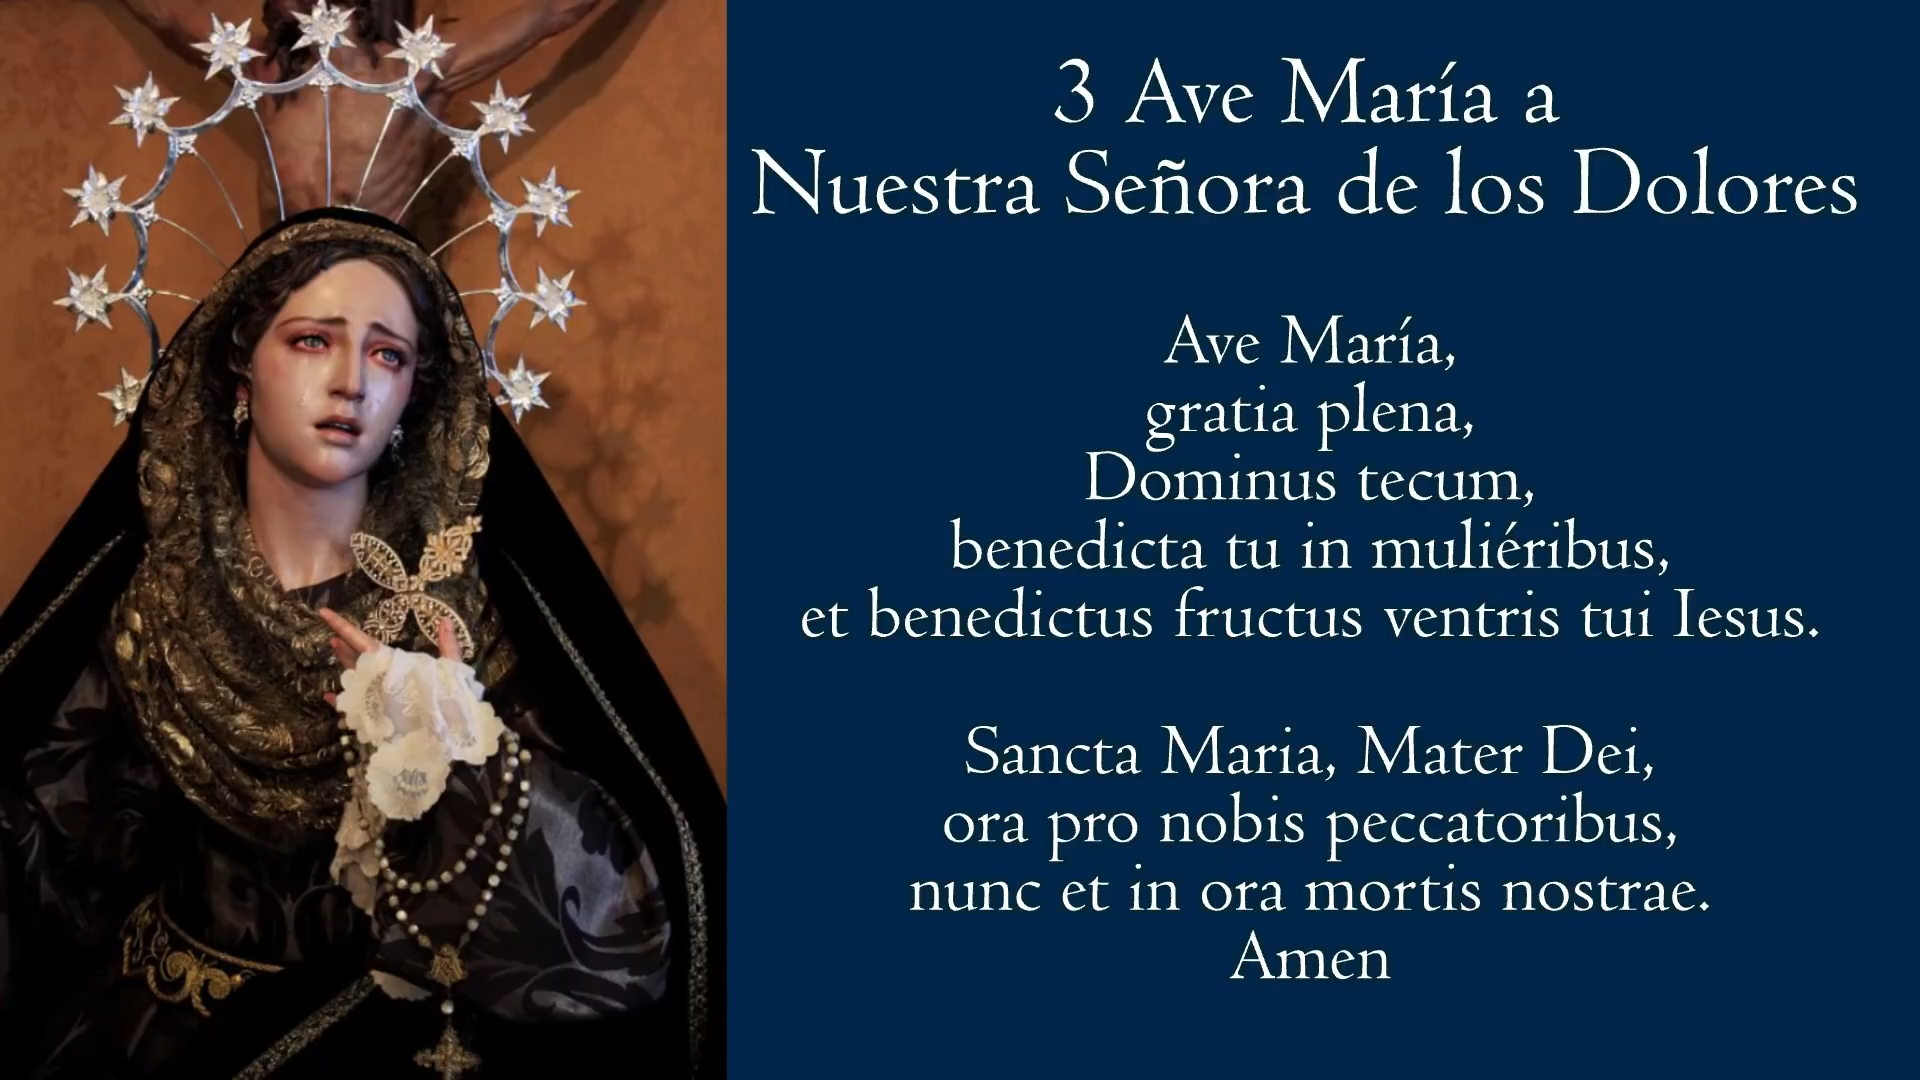 3 Ave María a
Nuestra Señora de los Dolores
Ave María,
gratia plena,
Dominus tecum,
benedicta tu in muliéribus,
et benedictus fructus ventris tui Iesus.
Sancta Maria, Mater Dei,
ora pro nobis peccatoribus,
nunc et in ora mortis nostrae.
Amen